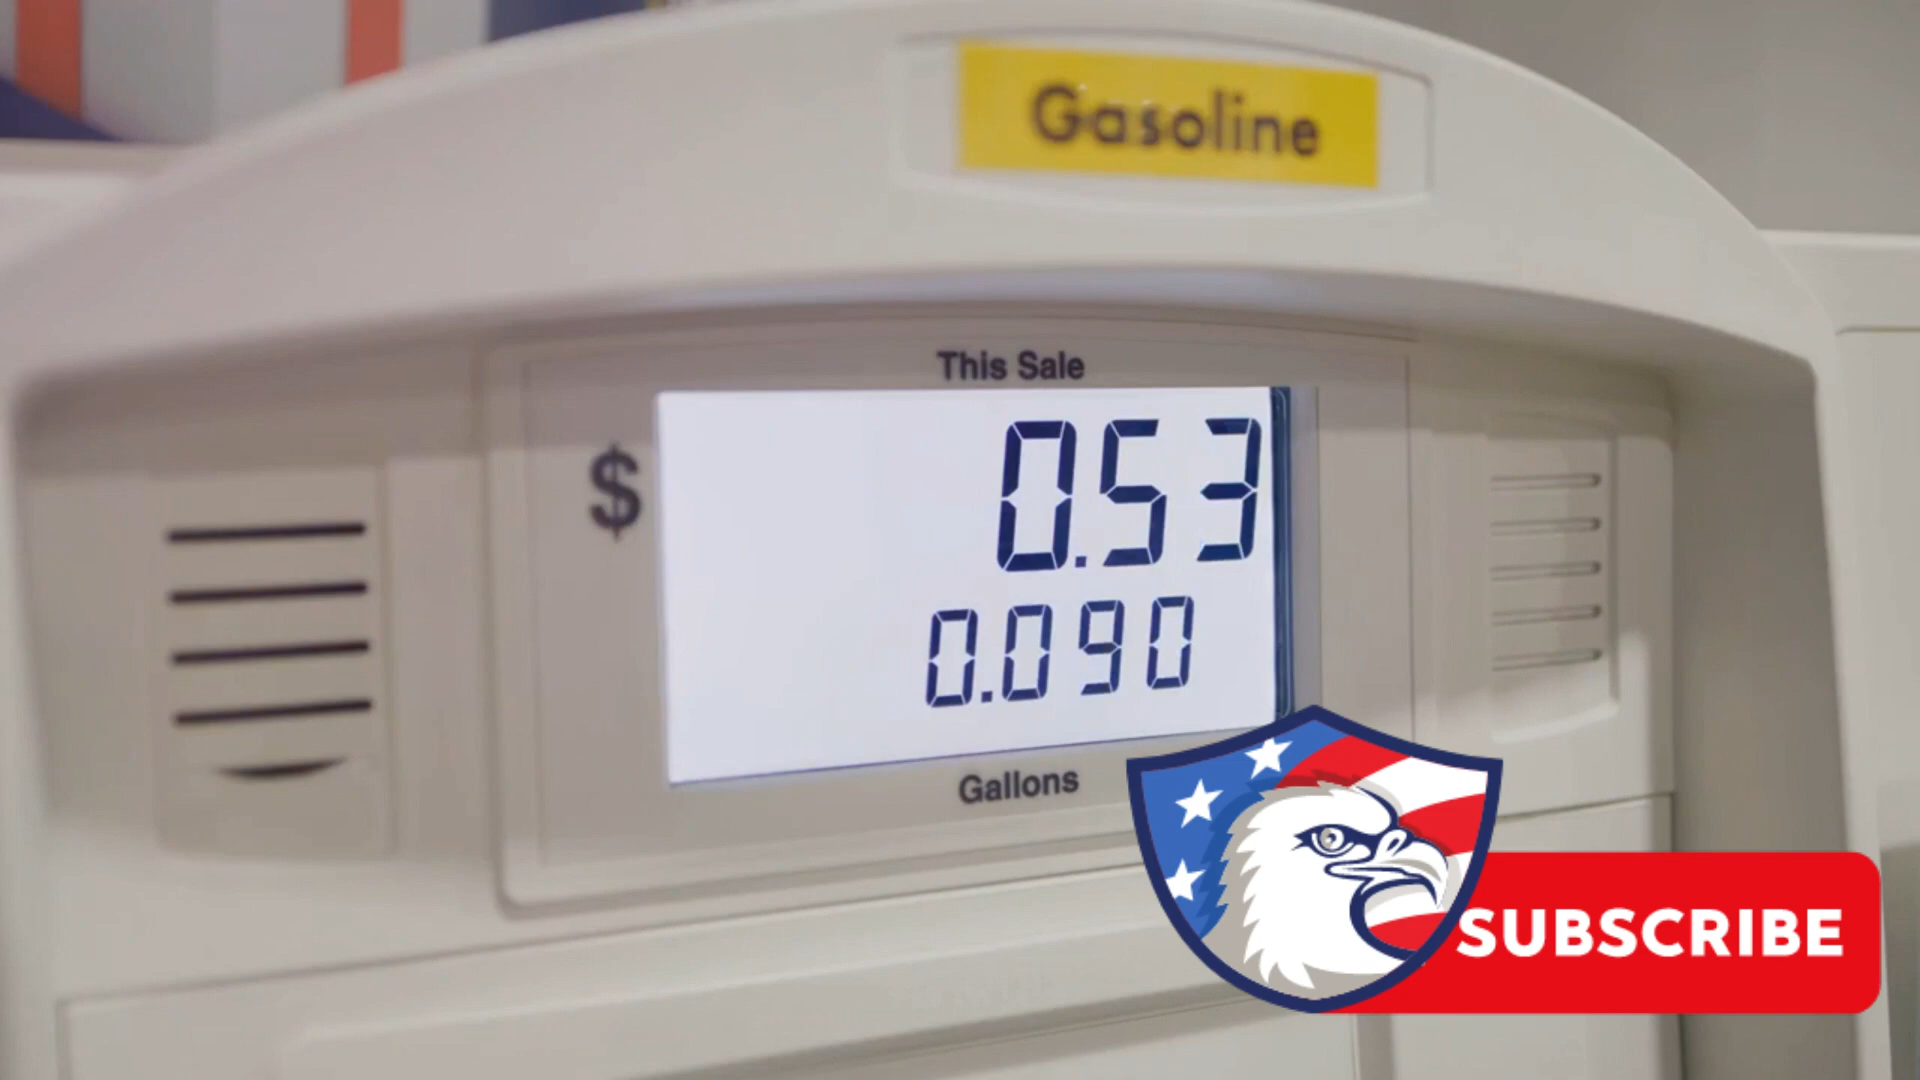 Gasoline
This Sale
$ 0.53
0.090
Gallons
SUBSCRIBE